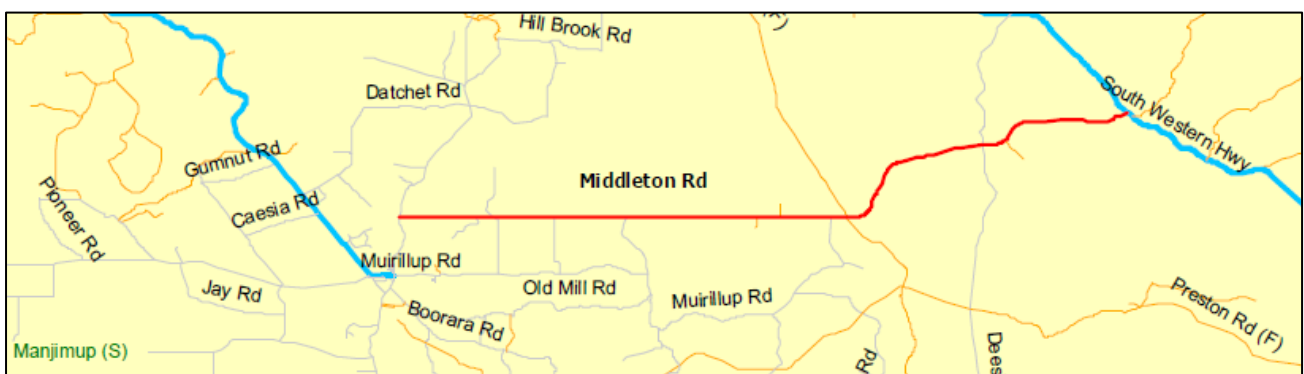 Hill Brook Rd
Datchet Rd
South Western Hwy
Gumnut Rd
Middleton Rd
Pioneer Rd
Caesia Rd
Muirillup Rd
Jay Rd
Old Mill Rd
Muirillup Rd
Preston Rd (F)
Boorara Rd
Manjimup (S)
Rd
Dees